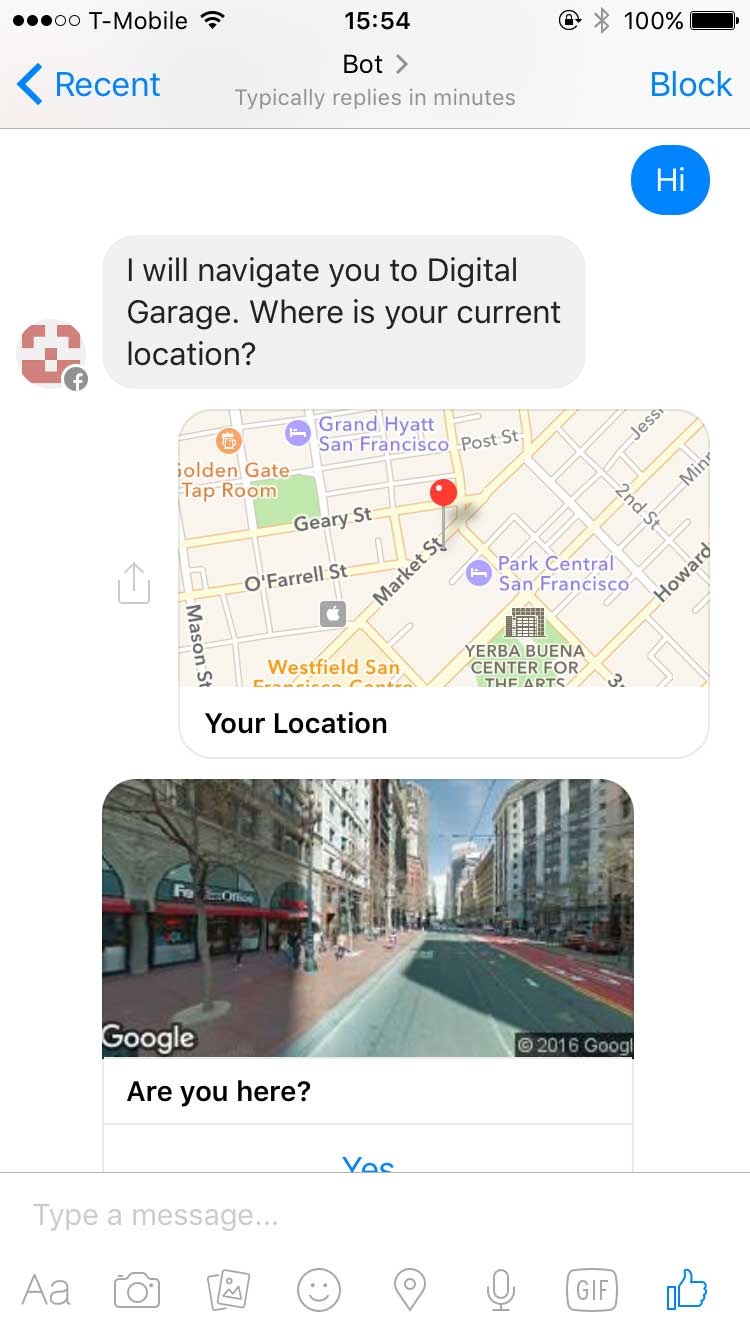 T-Mobile 15:54 100%
Recent Bot Block
Typically replies in minutes
Hi
I will navigate you to Digital
Garage. Where is your current
location?
Grand Hyatt
San Francisco
Post St
Jessi
Golden Gate
Tap Room
Minn
2nd St
Geary St
Market St
Park Central
San Francisco
Howard
O'Farrell St
Mason St
YERBA BUENA
CENTER FOR
THE ARTS
Westfield San
Francisco Centre
Your Location
FedEx Office
Google
© 2016 Googl
Are you here?
Yes
Type a message...
Aa
GIF